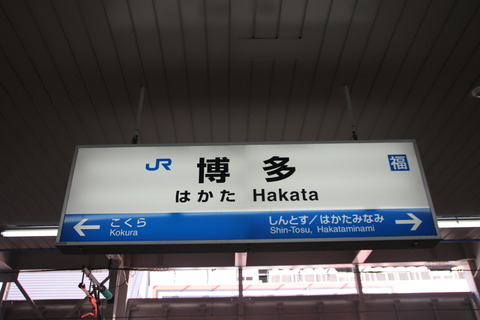 JR 博多 福
はかた Hakata
← こくら しんとす/はかたみなみ →
Kokura Shin-Tosu, Hakataminami